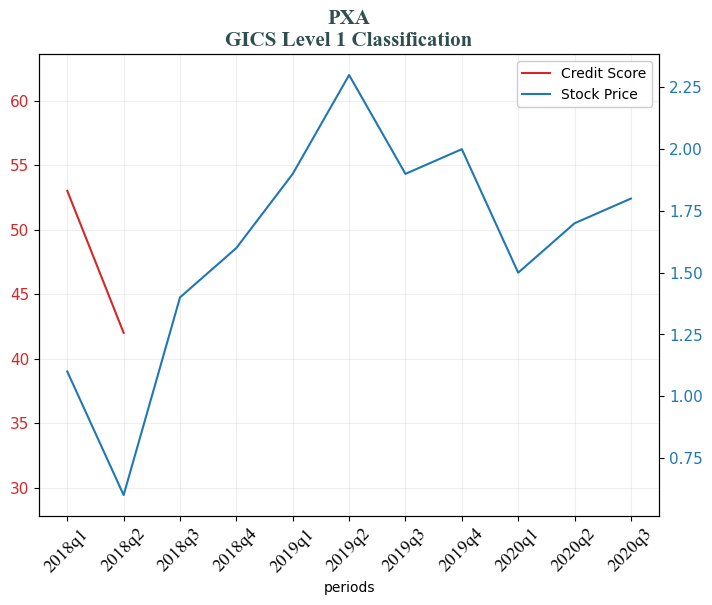 PXA
GICS Level 1 Classification
Credit Score
Stock Price
60
55
50
45
40
35
30
2.25
2.00
1.75
1.50
1.25
1.00
0.75
2018q1
2018q2
2018q3
2018q4
2019q1
2019q2
2019q3
2019q4
2020q1
2020q2
2020q3
periods